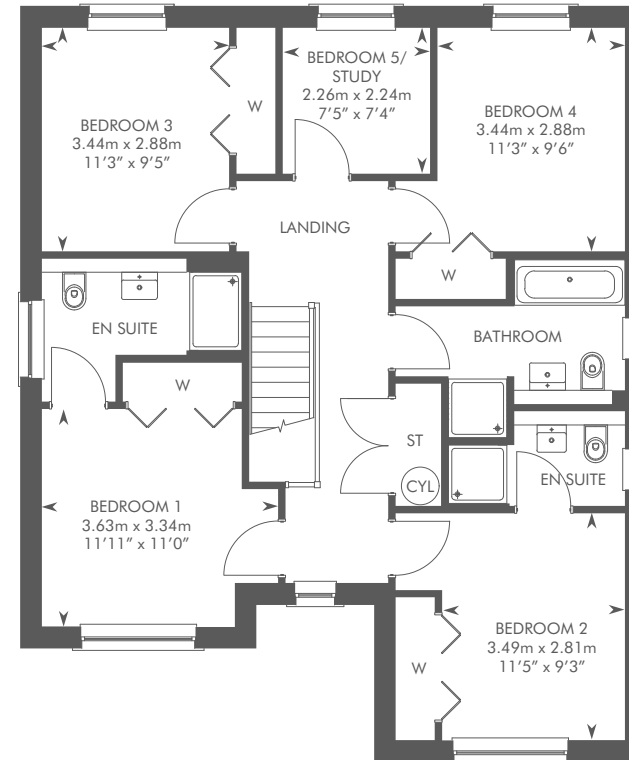 BEDROOM 3
3.44m x 2.88m
11’3” x 9’5”
W
BEDROOM 5/
STUDY
2.26m x 2.24m
7’5” x 7’4”
BEDROOM 4
3.44m x 2.88m
11’3” x 9’6”
LANDING
W
EN SUITE
BATHROOM
W
ST
CYL
EN SUITE
BEDROOM 1
3.63m x 3.34m
11’11” x 11’0”
BEDROOM 2
3.49m x 2.81m
11’5” x 9’3”
W